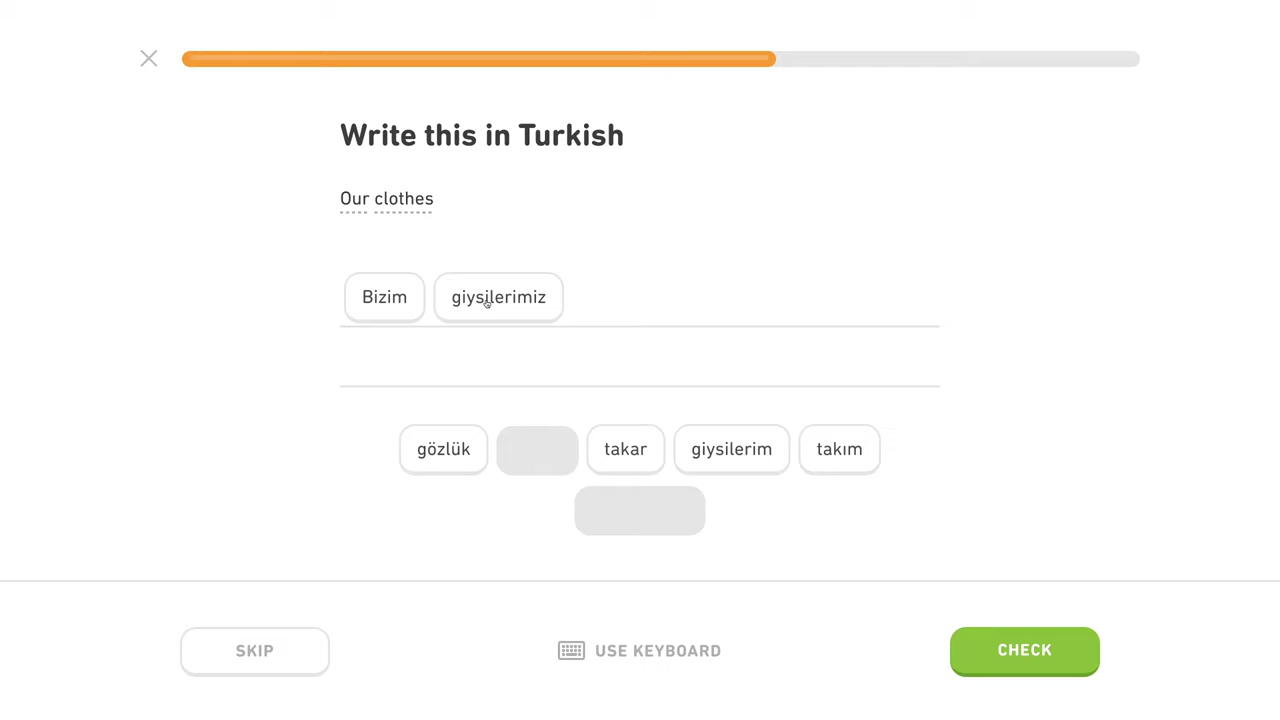 Write this in Turkish
Our clothes
Bizim giysilerimiz
gözlük takar giysilerim takım
SKIP USE KEYBOARD CHECK